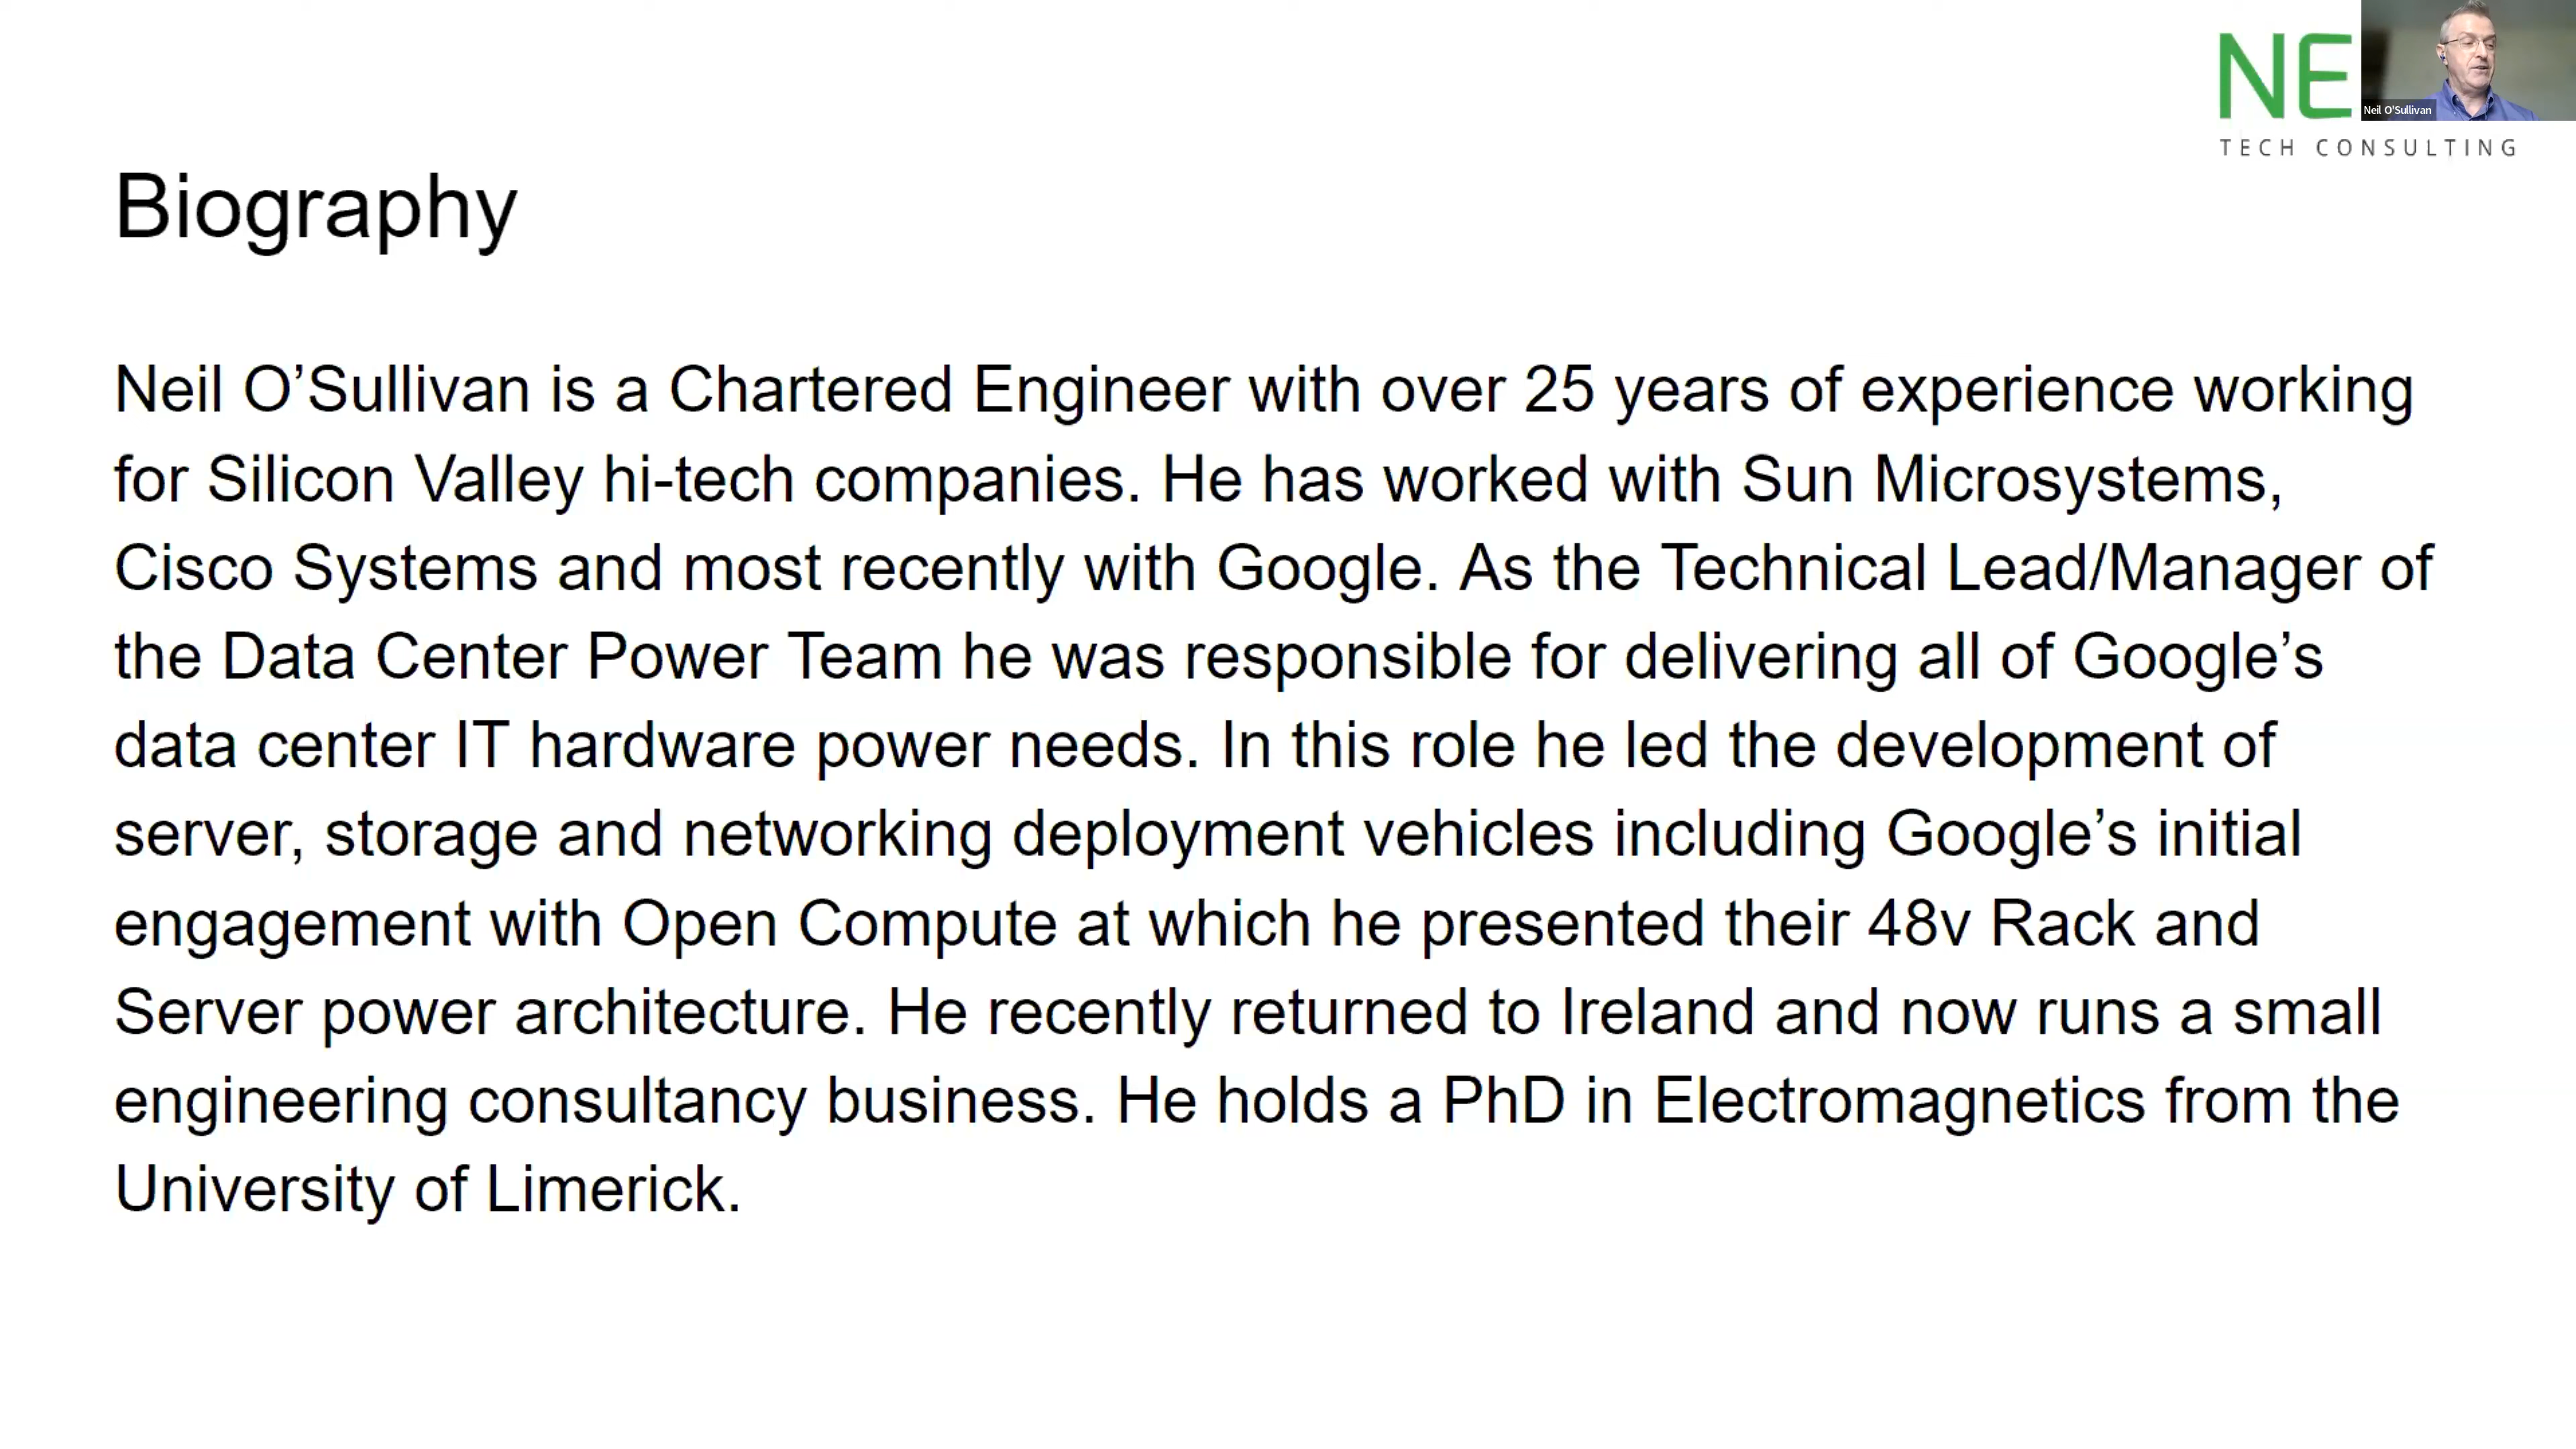 NE
Neil O'Sullivan
TECH CONSULTING
Biography
Neil O’Sullivan is a Chartered Engineer with over 25 years of experience working
for Silicon Valley hi-tech companies. He has worked with Sun Microsystems,
Cisco Systems and most recently with Google. As the Technical Lead/Manager of
the Data Center Power Team he was responsible for delivering all of Google’s
data center IT hardware power needs. In this role he led the development of
server, storage and networking deployment vehicles including Google’s initial
engagement with Open Compute at which he presented their 48v Rack and
Server power architecture. He recently returned to Ireland and now runs a small
engineering consultancy business. He holds a PhD in Electromagnetics from the
University of Limerick.